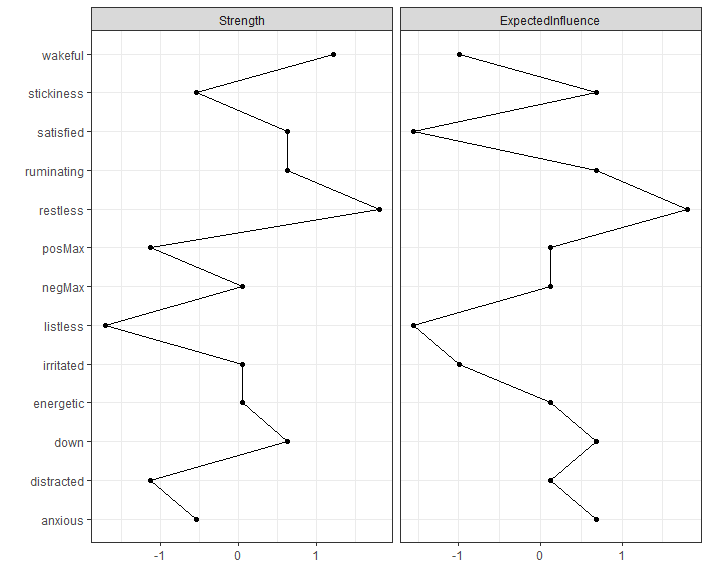 Strength
ExpectedInfluence
wakeful
stickiness
satisfied
ruminating
restless
posMax
negMax
listless
irritated
energetic
down
distracted
anxious
-1 0 1
-1 0 1